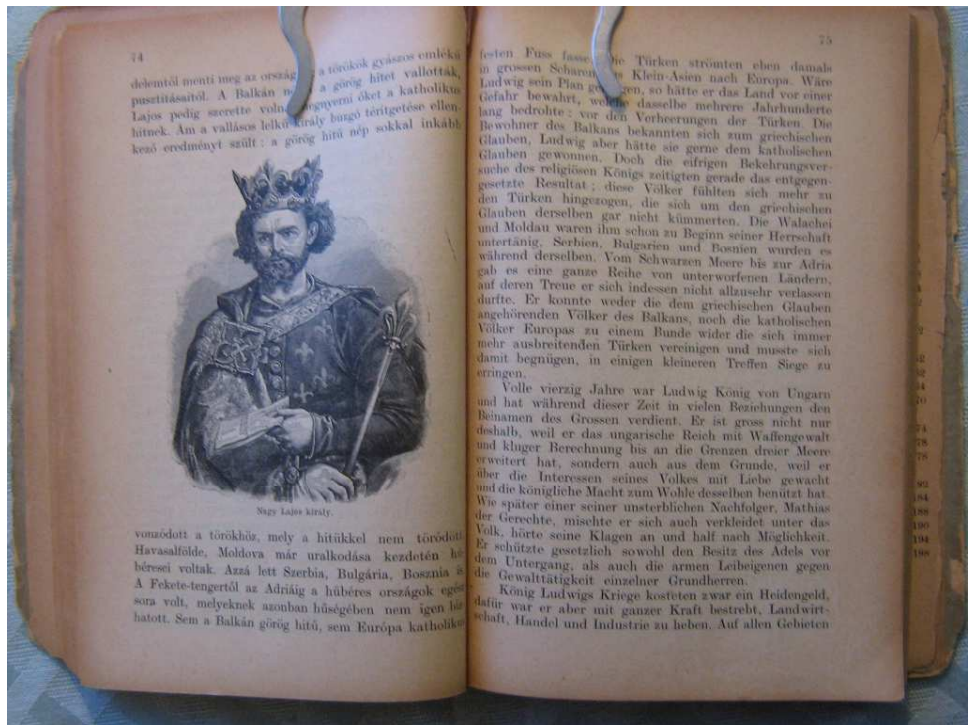 74
delemtől menti meg az ország a törökök gyászos emlékű
pusztításaitól. A Balkán a görög hitet vallották,
Lajos pedig szerette volna megnyerni őket a katholikus
hitnek. Ám a vallásos lelkű király buzgó térítgetése ellen-
kező eredményt szült: a görög hitű nép sokkal inkább
Nagy Lajos király.
vonzódott a törökhöz, mely a hitükkel nem törődött.
Havasalfölde, Moldova már uralkodása kezdetén hű-
béresei voltak. Azzá lett Szerbia, Bulgária, Bosznia is.
A Fekete-tengertől az Adriáig a hűbéres országok egész
sora volt, melyeknek azonban hűségében nem igen bíz-
hatott. Sem a Balkán görög hitű, sem Európa katholikus
75
festen Fuss fasse Die Türken strömten eben damals
in grossen Scharen Klein-Asien nach Europa. Wäre
Ludwig sein Plan gelungen, so hätte er das Land vor einer
Gefahr bewahrt, welche dasselbe mehrere Jahrhunderte
lang bedrohte: vor den Verheerungen der Türken. Die
Bewohner des Balkans bekannten sich zum griechischen
Glauben, Ludwig aber hätte sie gerne dem katholischen
Glauben gewonnen. Doch die eifrigen Bekehrungsver-
suche des religiösen Königs zeitigten gerade das entgegen-
gesetzte Resultat; diese Völker fühlten sich mehr zu
den Türken hingezogen, die sich um den griechischen
Glauben derselben gar nicht kümmerten. Die Walachei
und Moldau waren ihm schon zu Beginn seiner Herrschaft
untertänig, Serbien, Bulgarien und Bosnien wurden es
während derselben. Vom Schwarzen Meere bis zur Adria
gab es eine ganze Reihe von unterworfenen Ländern,
auf deren Treue er sich indessen nicht allzusehr verlassen
durfte. Er konnte weder die dem griechischen Glauben
angehörenden Völker des Balkans, noch die katholischen
Völker Europas zu einem Bunde wider die sich immer
mehr ausbreitenden Türken vereinigen und musste sich
damit begnügen, in einigen kleineren Treffen Siege zu
erringen.
Volle vierzig Jahre war Ludwig König von Ungarn
und hat während dieser Zeit in vielen Beziehungen den
Beinamen des Grossen verdient. Er ist gross nicht nur
deshalb, weil er das ungarische Reich mit Waffengewalt
und kluger Berechnung bis an die Grenzen dreier Meere
erweitert hat, sondern auch aus dem Grunde, weil er
über die Interessen seines Volkes mit Liebe gewacht
und die königliche Macht zum Wohle desselben benützt hat.
Wie später einer seiner unsterblichen Nachfolger, Mathias
der Gerechte, mischte er sich auch verkleidet unter das
Volk, hörte seine Klagen an und half nach Möglichkeit.
Er schützte gesetzlich sowohl den Besitz des Adels vor
dem Untergang, als auch die armen Leibeigenen gegen
die Gewalttätigkeit einzelner Grundherren.
König Ludwigs Kriege kosteten zwar ein Heidengeld,
dafür war er aber mit ganzer Kraft bestrebt, Landwirt-
schaft, Handel und Industrie zu heben. Auf allen Gebieten
70
74
78
78
92
184
188
190
194
198